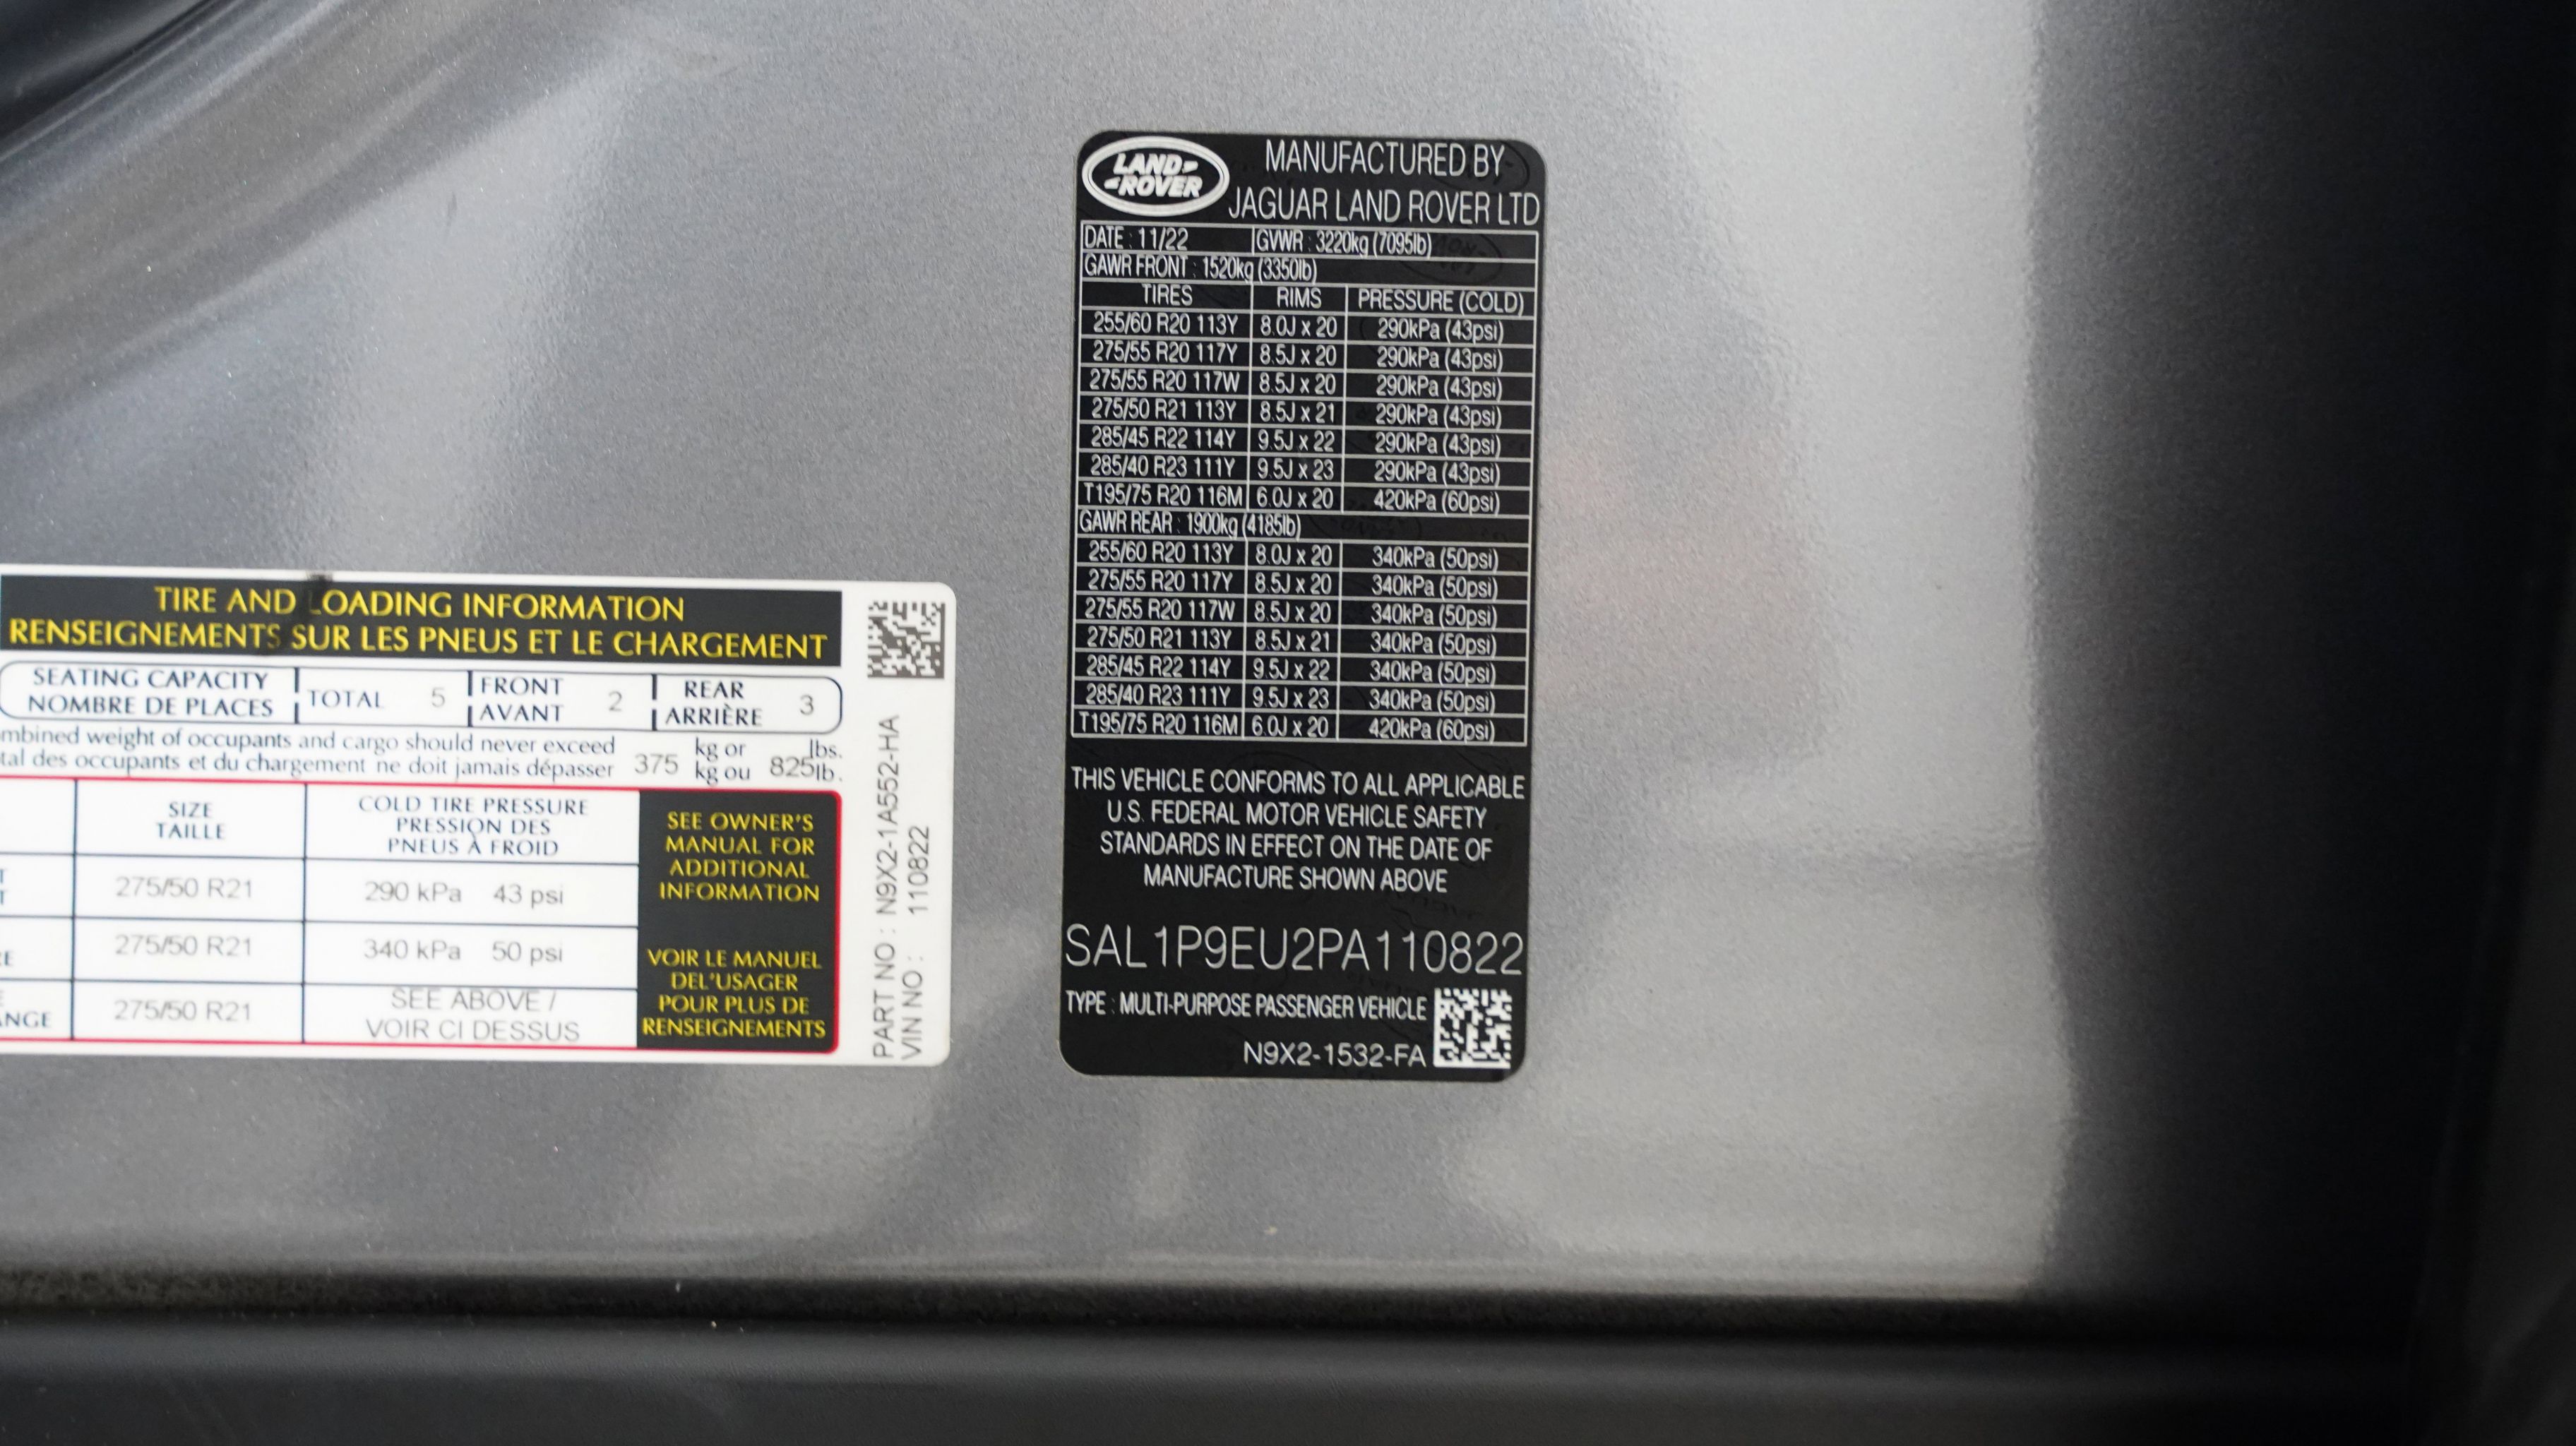 TIRE AND LOADING INFORMATION
RENSEIGNEMENTS SUR LES PNEUS ET LE CHARGEMENT
SEATING CAPACITY
NOMBRE DE PLACES
TOTAL 5
FRONT
AVANT
2
REAR
ARRIÈRE
3
mbined weight of occupants and cargo should never exceed
tal des occupants et du chargement ne doit jamais dépasser
375 kg or
kg ou
825 lbs.
lb.
SIZE
TAILLE
COLD TIRE PRESSURE
PRESSION DES
PNEUS À FROID
275/50 R21 290 kPa 43 psi
275/50 R21 340 kPa 50 psi
NGE 275/50 R21 SEE ABOVE /
VOIR CI DESSUS
SEE OWNER'S
MANUAL FOR
ADDITIONAL
INFORMATION
VOIR LE MANUEL
DEL'USAGER
POUR PLUS DE
RENSEIGNEMENTS
PART NO : N9X2-1A552-HA
VIN NO : 110822
LAND
ROVER
MANUFACTURED BY
JAGUAR LAND ROVER LTD
DATE : 11/22 GVWR : 3220kg (7095lb)
GAWR FRONT : 1520kg (3350lb)
TIRES RIMS PRESSURE (COLD)
255/60 R20 113Y 8.0J x 20 290kPa (43psi)
275/55 R20 117Y 8.5J x 20 290kPa (43psi)
275/55 R20 117W 8.5J x 20 290kPa (43psi)
275/50 R21 113Y 8.5J x 21 290kPa (43psi)
285/45 R22 114Y 9.5J x 22 290kPa (43psi)
285/40 R23 111Y 9.5J x 23 290kPa (43psi)
T195/75 R20 116M 6.0J x 20 420kPa (60psi)
GAWR REAR : 1900kg (4185lb)
255/60 R20 113Y 8.0J x 20 340kPa (50psi)
275/55 R20 117Y 8.5J x 20 340kPa (50psi)
275/55 R20 117W 8.5J x 20 340kPa (50psi)
275/50 R21 113Y 8.5J x 21 340kPa (50psi)
285/45 R22 114Y 9.5J x 22 340kPa (50psi)
285/40 R23 111Y 9.5J x 23 340kPa (50psi)
T195/75 R20 116M 6.0J x 20 420kPa (60psi)
THIS VEHICLE CONFORMS TO ALL APPLICABLE
U.S. FEDERAL MOTOR VEHICLE SAFETY
STANDARDS IN EFFECT ON THE DATE OF
MANUFACTURE SHOWN ABOVE
SAL1P9EU2PA110822
TYPE : MULTI-PURPOSE PASSENGER VEHICLE
N9X2-1532-FA